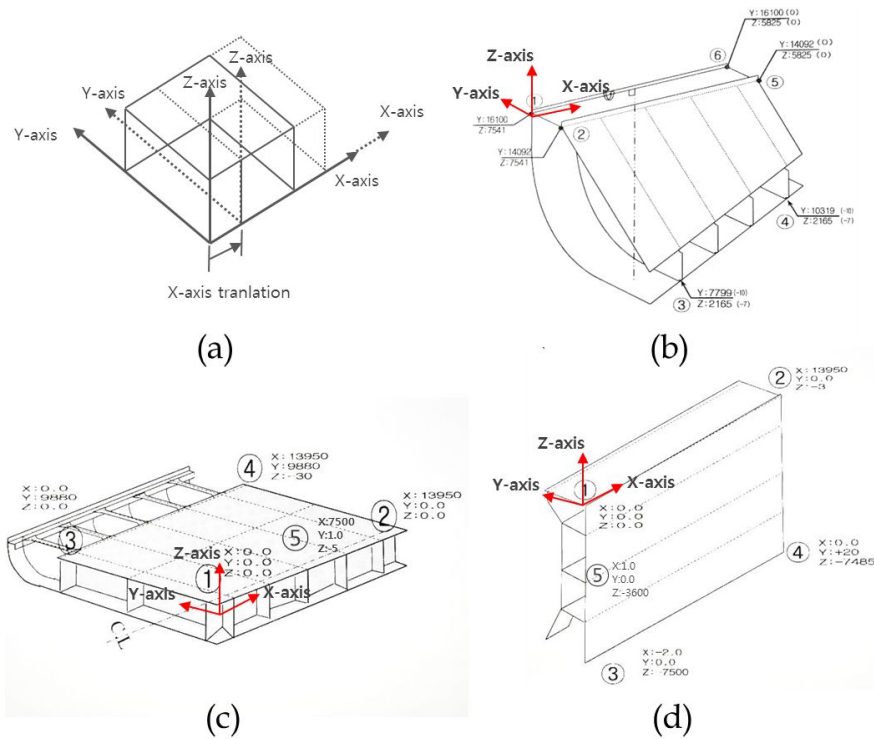 Z-axis
Z-axis
Y-axis
Y-axis
X-axis
X-axis
X-axis tranlation
(a)
Y:16100 (0)
Z:5825 (0)
Y:14092 (0)
Z:5825 (0)
⑥
⑤
Z-axis
Y-axis
①
X-axis
Y:16100
Z:7541
②
Y:14092
Z:7541
Y:10319 (-10)
Z:2165 (-7)
④
Y:7799 (-10)
Z:2165 (-7)
③
(b)
X:0.0
Y:9880
Z:0.0
③
④
X:13950
Y:9880
Z:-30
②
X:13950
Y:0.0
Z:0.0
X:7500
Y:1.0
Z:-5
⑤
Z-axis
①
X:0.0
Y:0.0
Z:0.0
Y-axis
X-axis
C.L
(c)
②
X:13950
Y:0.0
Z:-3
Z-axis
Y-axis
①
X-axis
X:0.0
Y:0.0
Z:0.0
④
X:0.0
Y:+20
Z:-7485
⑤
X:1.0
Y:0.0
Z:-3600
③
X:-2.0
Y:0.0
Z:-7500
(d)